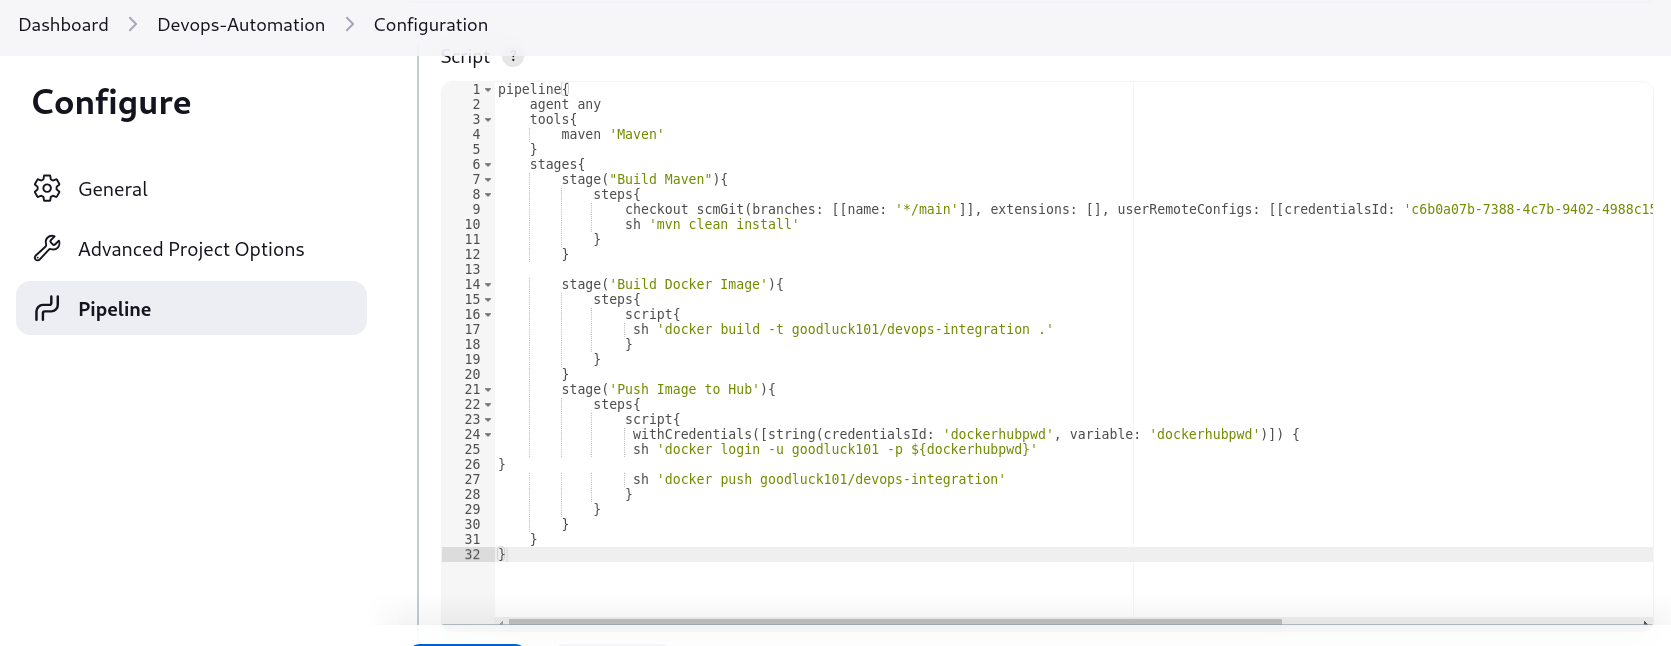 Dashboard > Devops-Automation > Configuration
Configure
General
Advanced Project Options
Pipeline
Script ?
1 pipeline{
2     agent any
3     tools{
4         maven 'Maven'
5     }
6     stages{
7         stage("Build Maven"){
8             steps{
9                 checkout scmGit(branches: [[name: '*/main']], extensions: [], userRemoteConfigs: [[credentialsId: 'c6b0a07b-7388-4c7b-9402-4988c15
10                 sh 'mvn clean install'
11             }
12         }
13
14         stage('Build Docker Image'){
15             steps{
16                 script{
17                  sh 'docker build -t goodluck101/devops-integration .'
18                 }
19             }
20         }
21         stage('Push Image to Hub'){
22             steps{
23                 script{
24                  withCredentials([string(credentialsId: 'dockerhubpwd', variable: 'dockerhubpwd')]) {
25                  sh 'docker login -u goodluck101 -p ${dockerhubpwd}'
26 }
27                  sh 'docker push goodluck101/devops-integration'
28                 }
29             }
30         }
31     }
32 }